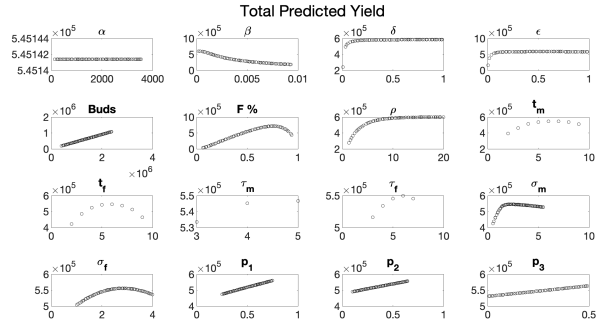 Total Predicted Yield
×10⁵ α
5.45144
5.45142
5.4514
0 2000 4000
×10⁵ β
10
5
0
0 0.005 0.01
×10⁵ δ
6
4
2
0 0.5 1
×10⁵ ϵ
10
5
0
0 0.5 1
×10⁶ Buds
2
1
0
0 2 4
×10⁶
×10⁵ F %
10
5
0
0 0.5 1
×10⁵ ρ
6
4
2
0 10 20
×10⁵ tₘ
6
5
4
0 5 10
×10⁵ t_f
6
5
4
0 5 10
×10⁵ τₘ
5.5
5.4
5.3
3 4 5
×10⁵ τ_f
5.5
5
0 5 10
×10⁵ σₘ
6
5
4
0 5 10
×10⁵ σ_f
6
5.5
5
0 2 4
×10⁵ p₁
6
5
4
0 0.5 1
×10⁵ p₂
6
5
4
0 0.5 1
×10⁵ p₃
6
5.5
5
0 0.5